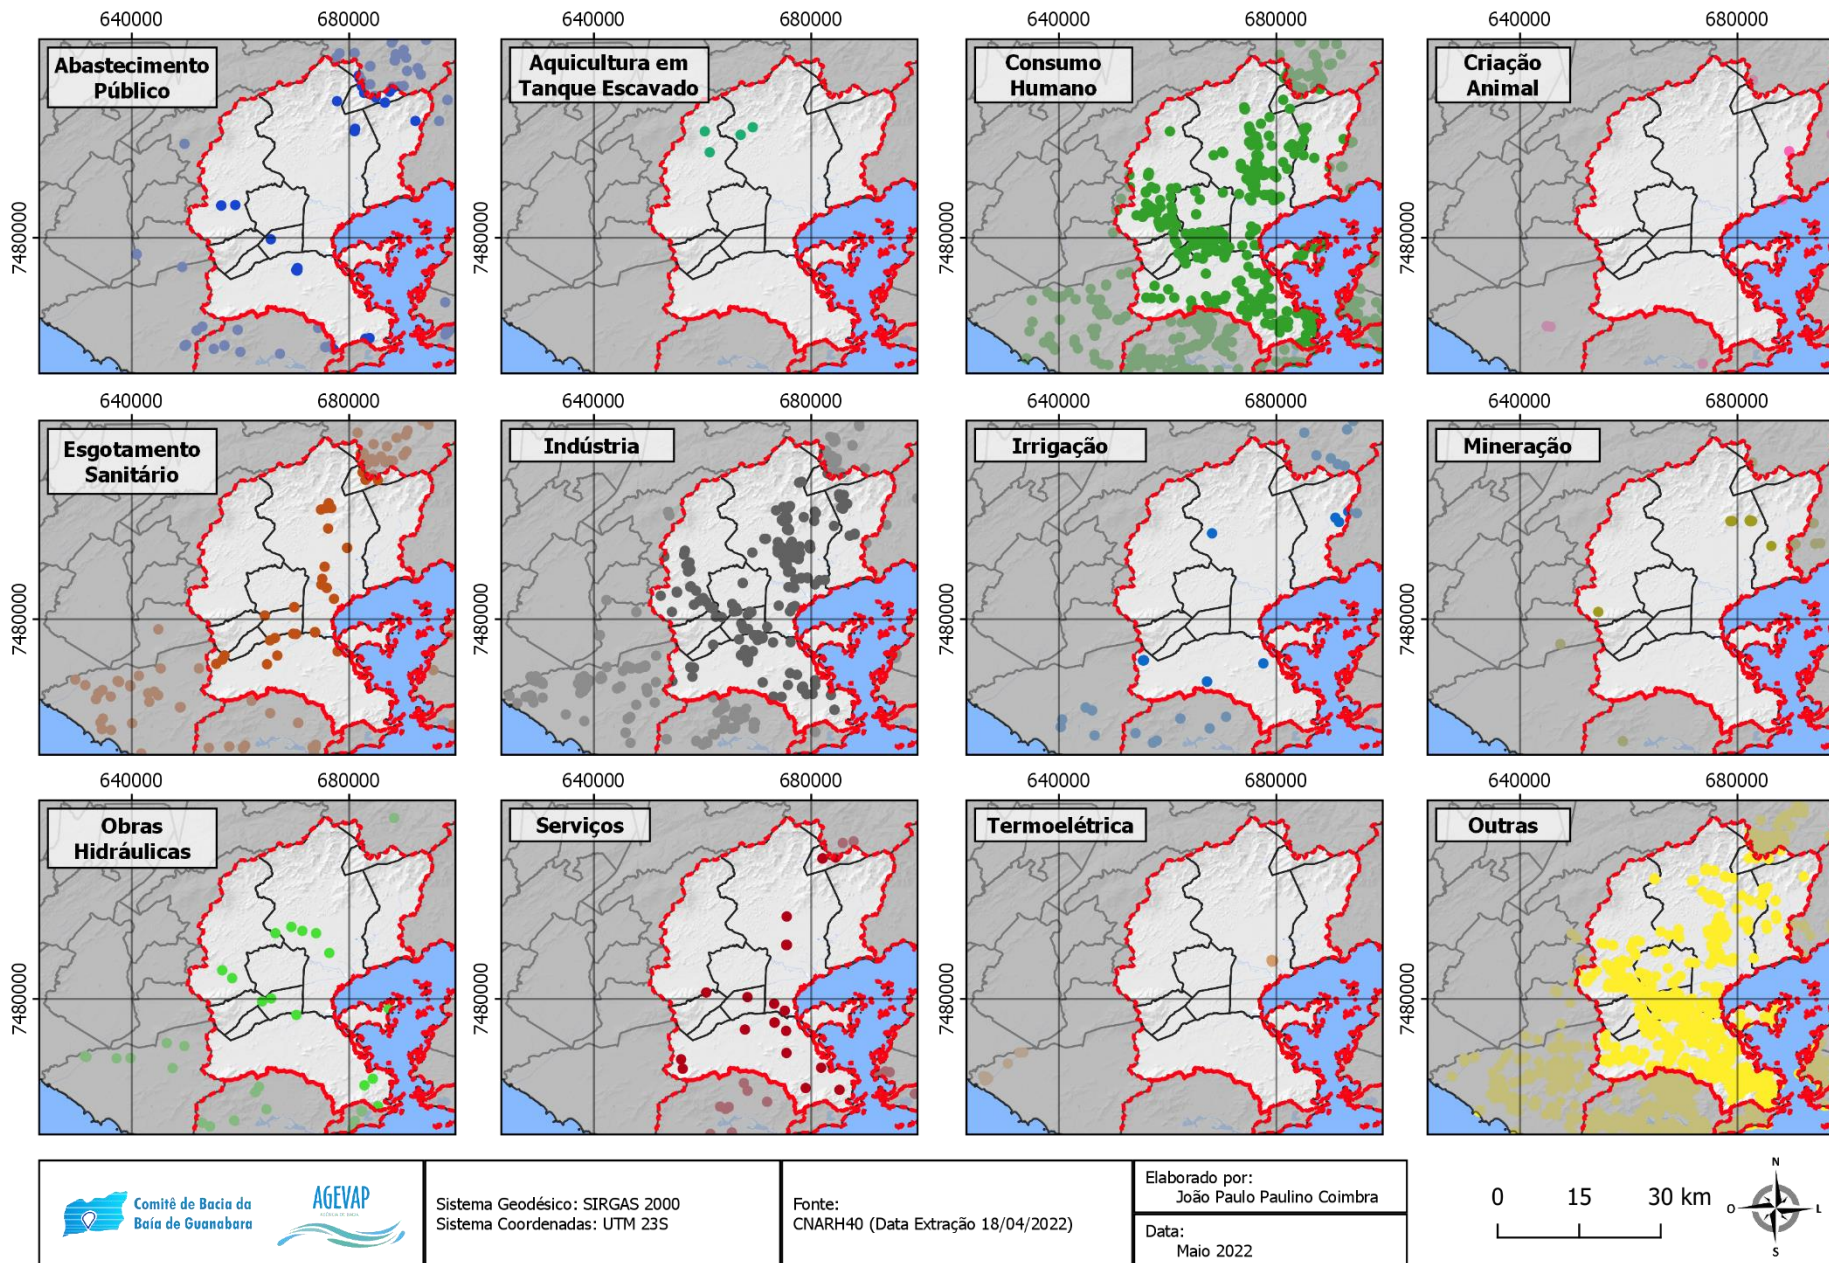 640000
680000
640000
680000
640000
680000
640000
680000
7480000
Abastecimento
Público
7480000
Aquicultura em
Tanque Escavado
7480000
Consumo
Humano
7480000
Criação
Animal
640000
680000
640000
680000
640000
680000
640000
680000
7480000
Esgotamento
Sanitário
7480000
Indústria
7480000
Irrigação
7480000
Mineração
640000
680000
640000
680000
640000
680000
640000
680000
7480000
Obras
Hidráulicas
7480000
Serviços
7480000
Termoelétrica
7480000
Outras
Comitê de Bacia da
Baía de Guanabara
AGEVAP
Sistema Geodésico: SIRGAS 2000
Sistema Coordenadas: UTM 23S
Fonte:
CNARH40 (Data Extração 18/04/2022)
Elaborado por:
João Paulo Paulino Coimbra
Data:
Maio 2022
0 15 30 km
N
O L
S